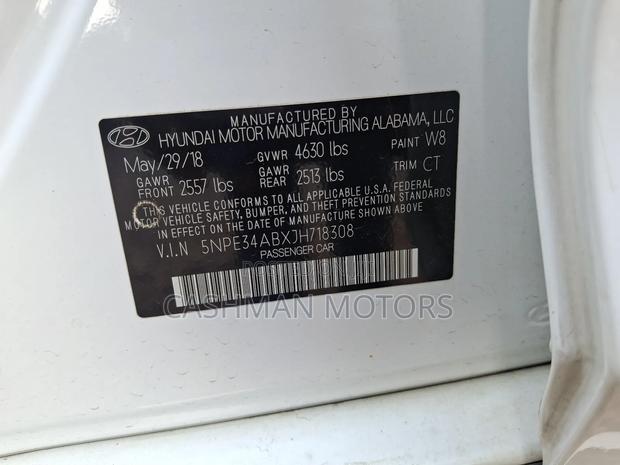 MANUFACTURED BY
HYUNDAI MOTOR MANUFACTURING ALABAMA, LLC
May/29/18 GVWR 4630 lbs PAINT W8
GAWR FRONT 2557 lbs GAWR REAR 2513 lbs TRIM CT
THIS VEHICLE CONFORMS TO ALL APPLICABLE U.S.A. FEDERAL
MOTOR VEHICLE SAFETY, BUMPER, AND THEFT PREVENTION STANDARDS
IN EFFECT ON THE DATE OF MANUFACTURE SHOWN ABOVE.
V.I.N 5NPE34ABXJH718308
PASSENGER CAR
CASHMAN MOTORS